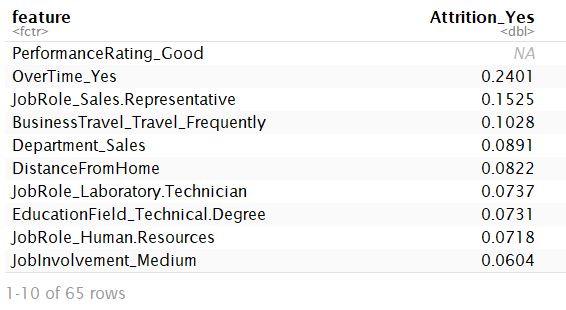 feature Attrition_Yes
<fctr> <dbl>
PerformanceRating_Good NA
OverTime_Yes 0.2401
JobRole_Sales.Representative 0.1525
BusinessTravel_Travel_Frequently 0.1028
Department_Sales 0.0891
DistanceFromHome 0.0822
JobRole_Laboratory.Technician 0.0737
EducationField_Technical.Degree 0.0731
JobRole_Human.Resources 0.0718
JobInvolvement_Medium 0.0604
1-10 of 65 rows